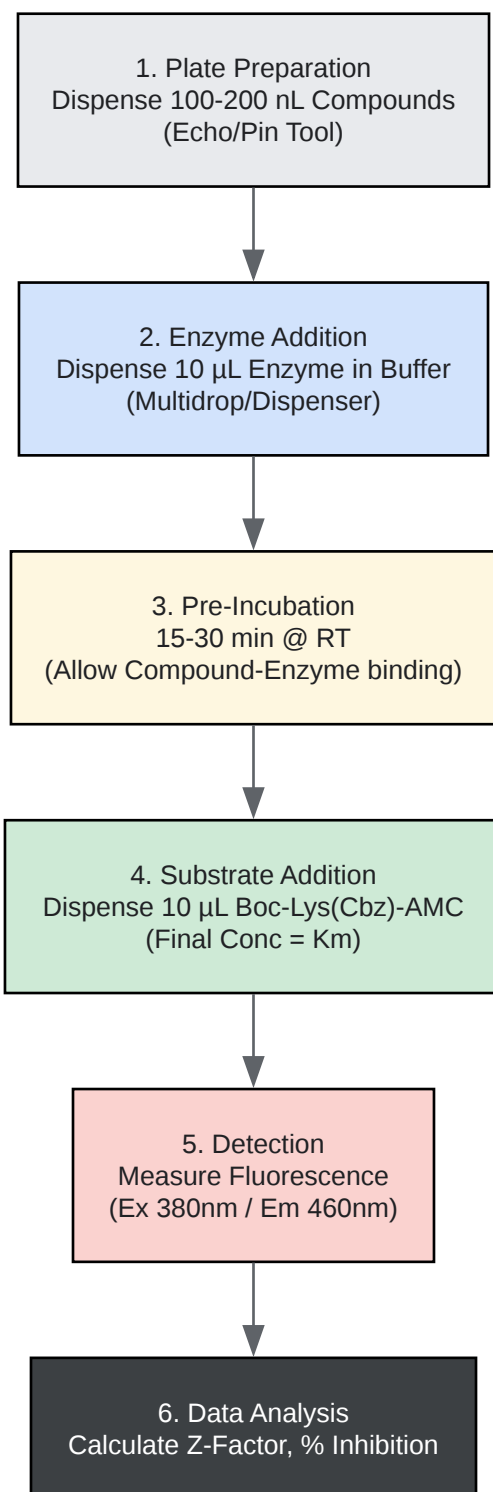 1. Plate Preparation
Dispense 100-200 nL Compounds
(Echo/Pin Tool)
2. Enzyme Addition
Dispense 10 µL Enzyme in Buffer
(Multidrop/Dispenser)
3. Pre-Incubation
15-30 min @ RT
(Allow Compound-Enzyme binding)
4. Substrate Addition
Dispense 10 µL Boc-Lys(Cbz)-AMC
(Final Conc = Km)
5. Detection
Measure Fluorescence
(Ex 380nm / Em 460nm)
6. Data Analysis
Calculate Z-Factor, % Inhibition